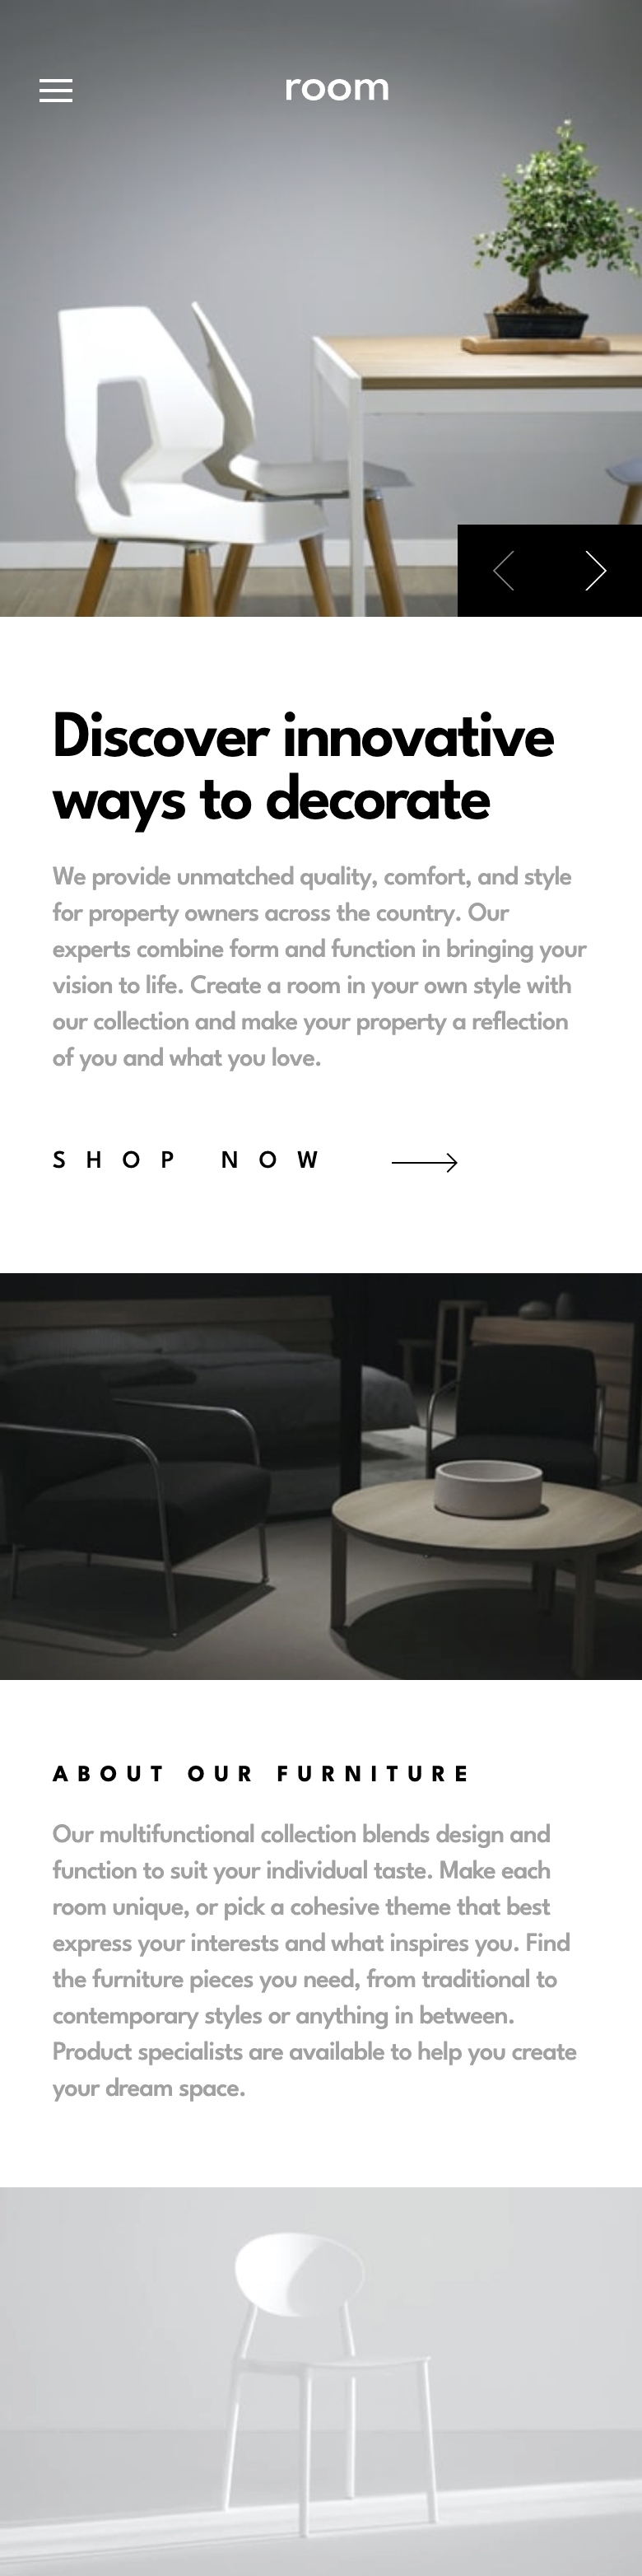 room
Discover innovative
ways to decorate
We provide unmatched quality, comfort, and style
for property owners across the country. Our
experts combine form and function in bringing your
vision to life. Create a room in your own style with
our collection and make your property a reflection
of you and what you love.
SHOP NOW
ABOUT OUR FURNITURE
Our multifunctional collection blends design and
function to suit your individual taste. Make each
room unique, or pick a cohesive theme that best
express your interests and what inspires you. Find
the furniture pieces you need, from traditional to
contemporary styles or anything in between.
Product specialists are available to help you create
your dream space.